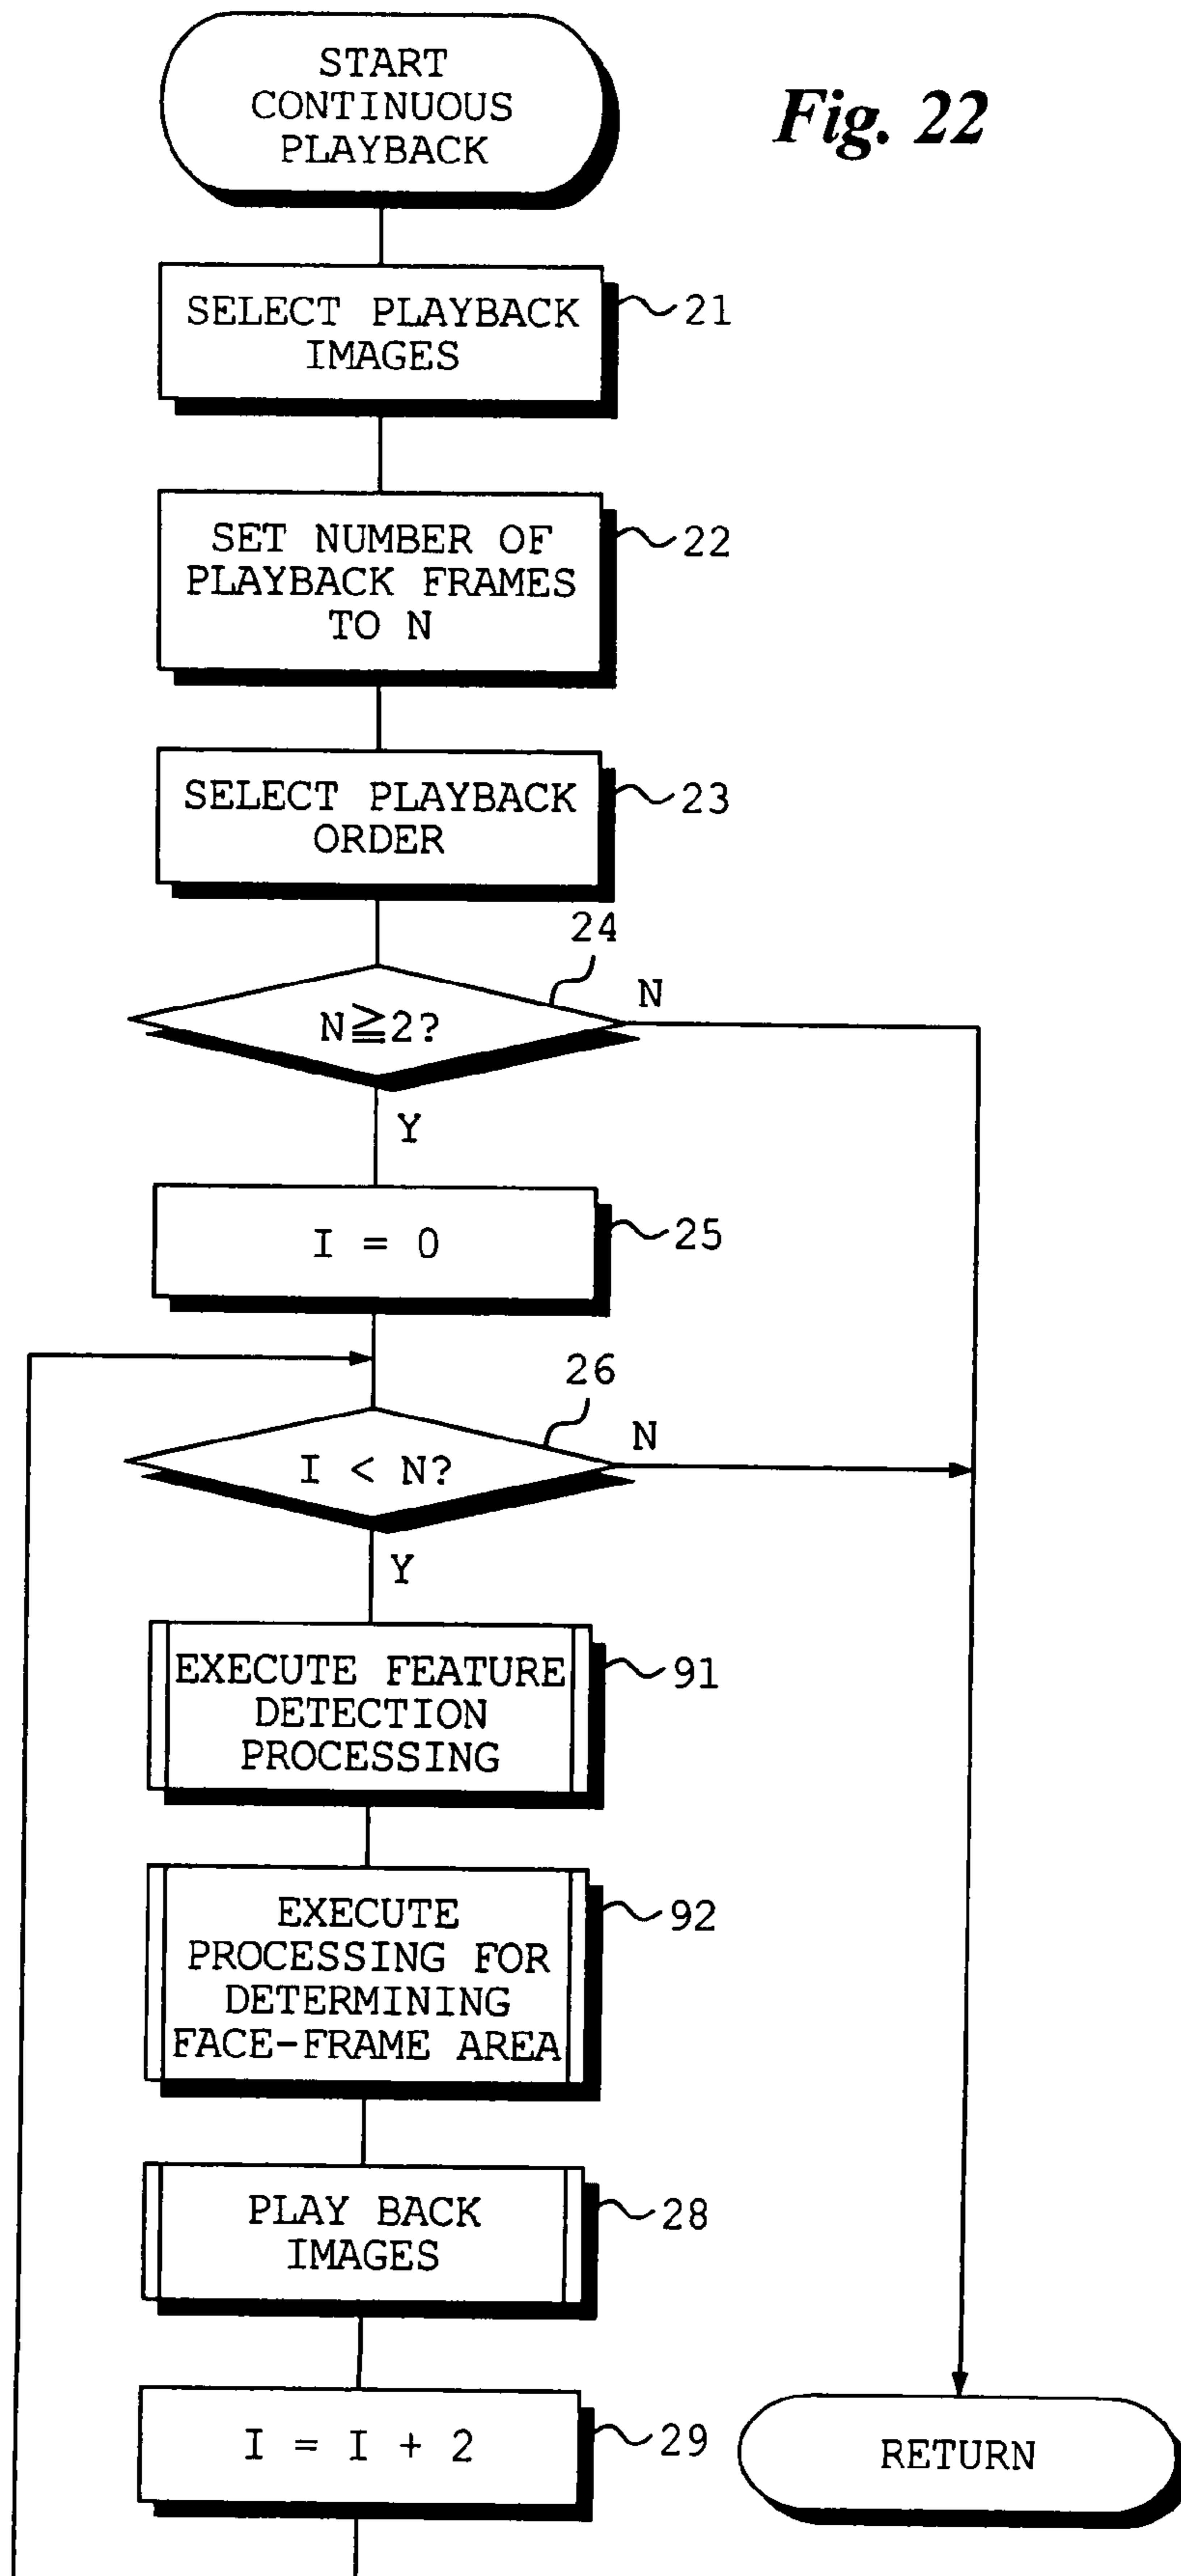 START
CONTINUOUS
PLAYBACK
Fig. 22
SELECT PLAYBACK
IMAGES
21
SET NUMBER OF
PLAYBACK FRAMES
TO N
22
SELECT PLAYBACK
ORDER
23
24
N≧2?
N
Y
I = 0
25
26
I < N?
N
Y
EXECUTE FEATURE
DETECTION
PROCESSING
91
EXECUTE
PROCESSING FOR
DETERMINING
FACE-FRAME AREA
92
PLAY BACK
IMAGES
28
I = I + 2
29
RETURN